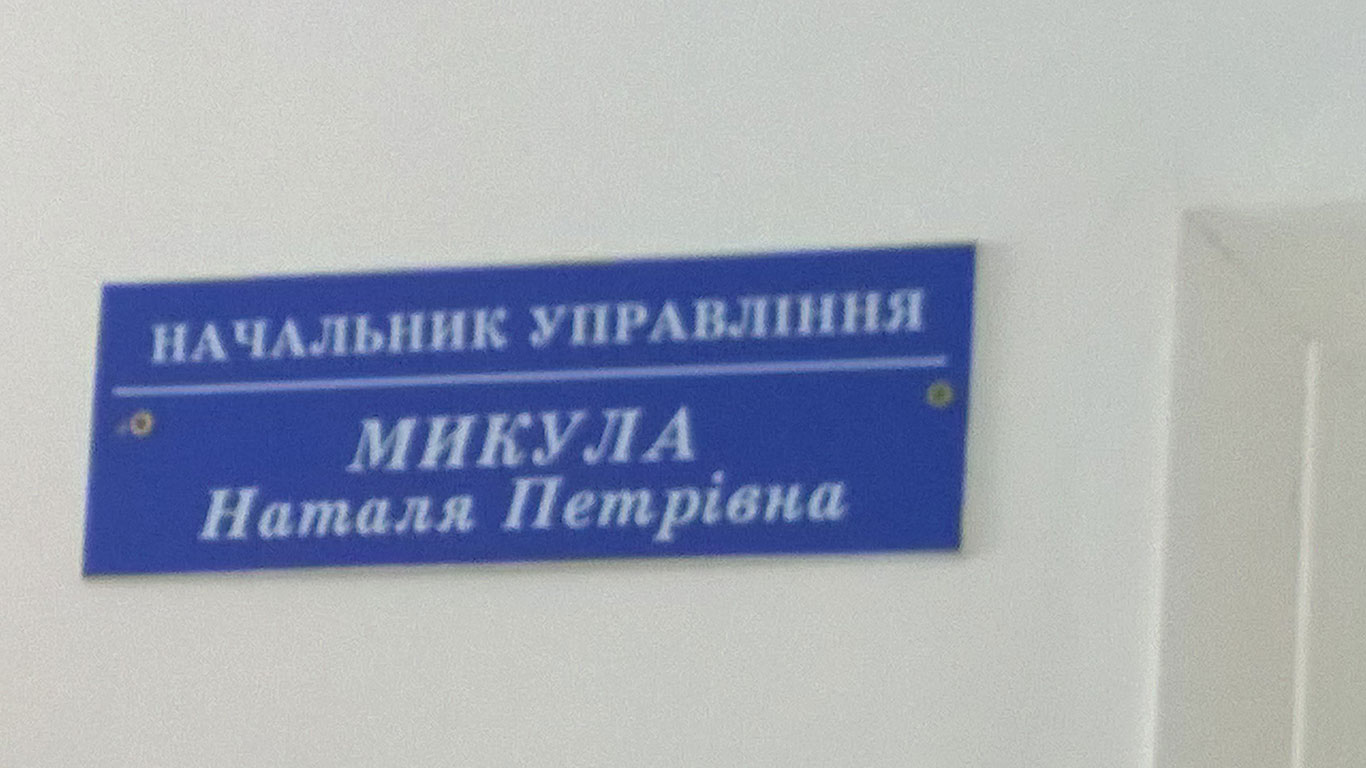 НАЧАЛЬНИК УПРАВЛІННЯ
МИКУЛА
Наталя Петрівна